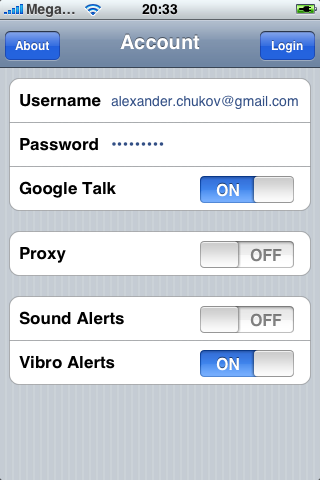 Mega... 20:33
About Account Login
Username alexander.chukov@gmail.com
Password •••••••••
Google Talk ON
Proxy OFF
Sound Alerts OFF
Vibro Alerts ON